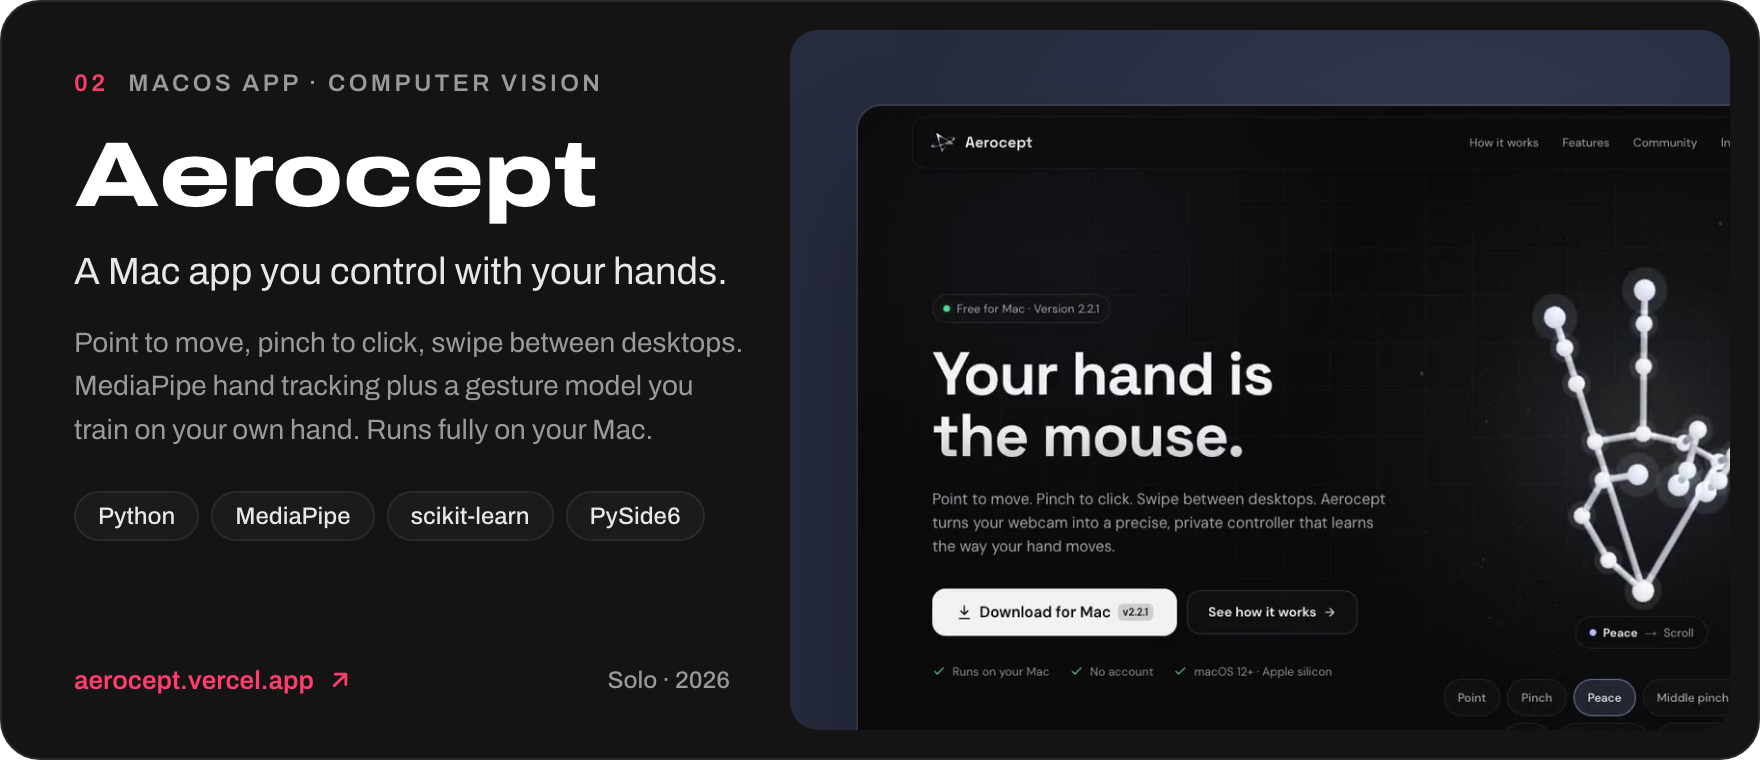 02 MACOS APP · COMPUTER VISION
Aerocept
A Mac app you control with your hands.
Point to move, pinch to click, swipe between desktops.
MediaPipe hand tracking plus a gesture model you
train on your own hand. Runs fully on your Mac.
Python MediaPipe scikit-learn PySide6
aerocept.vercel.app Solo · 2026
Aerocept How it works Features Community
Free for Mac · Version 2.2.1
Your hand is
the mouse.
Point to move. Pinch to click. Swipe between desktops. Aerocept
turns your webcam into a precise, private controller that learns
the way your hand moves.
Download for Mac v2.2.1 See how it works →
Peace → Scroll
Runs on your Mac No account macOS 12+ · Apple silicon
Point Pinch Peace Middle pinch